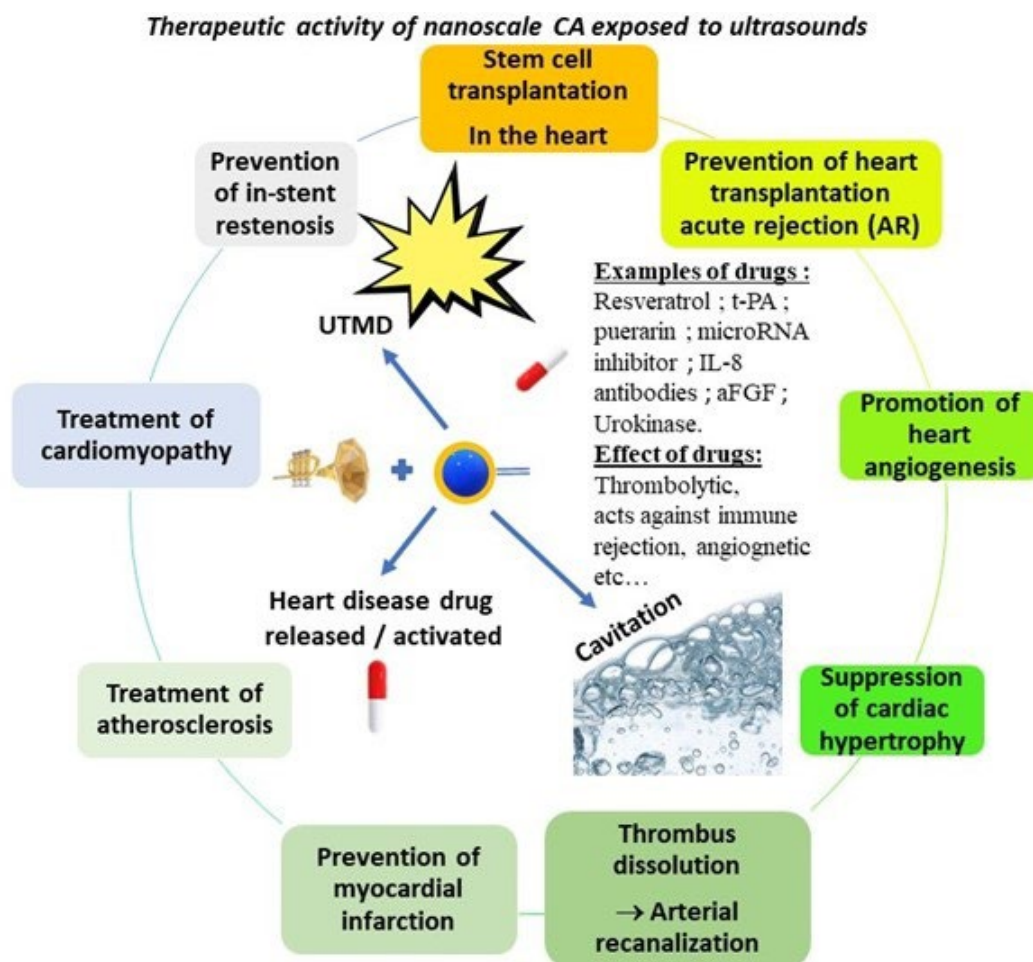 Therapeutic activity of nanoscale CA exposed to ultrasounds
Stem cell
transplantation
In the heart
Prevention
of in-stent
restenosis
Prevention of heart
transplantation
acute rejection (AR)
Examples of drugs :
Resveratrol ; t-PA ;
puerarin ; microRNA
inhibitor ; IL-8
antibodies ; aFGF ;
Urokinase.
Effect of drugs:
Thrombolytic,
acts against immune
rejection, angiognetic
etc…
UTMD
Treatment of
cardiomyopathy
Promotion of
heart
angiogenesis
Heart disease drug
released / activated
Cavitation
Treatment of
atherosclerosis
Suppression
of cardiac
hypertrophy
Prevention of
myocardial
infarction
Thrombus
dissolution
→ Arterial
recanalization